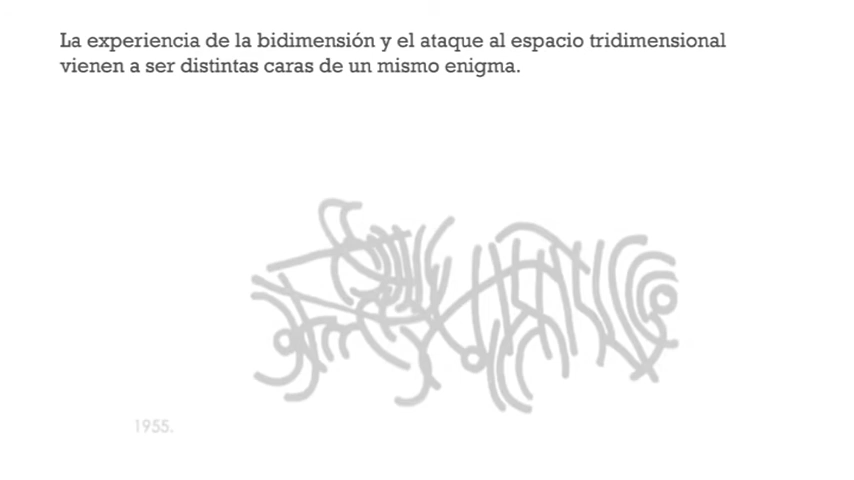 La experiencia de la bidimensión y el ataque al espacio tridimensional
vienen a ser distintas caras de un mismo enigma.
1955.